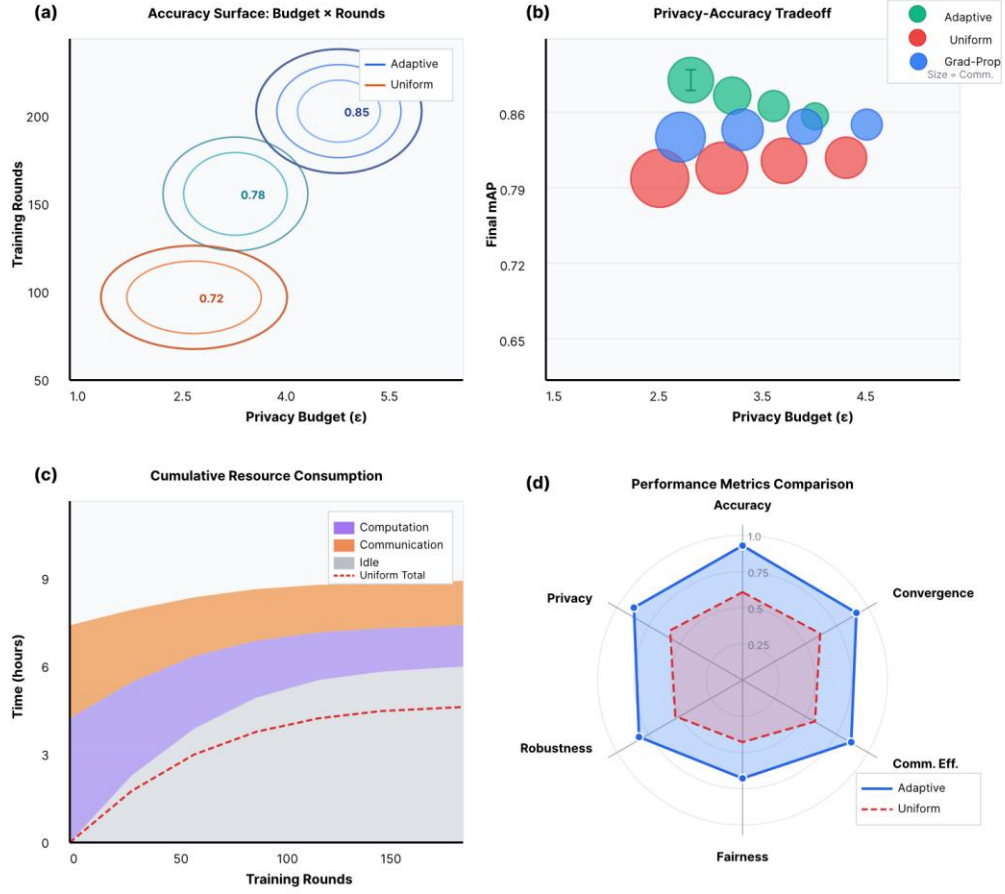 (a)
Accuracy Surface: Budget × Rounds
Adaptive
Uniform
0.85
0.78
0.72
200
150
100
50
Training Rounds
1.0
2.5
4.0
5.5
Privacy Budget (ε)
(b)
Privacy-Accuracy Tradeoff
Adaptive
Uniform
Grad-Prop
Size = Comm.
0.86
0.79
0.72
0.65
Final mAP
1.5
2.5
3.5
4.5
Privacy Budget (ε)
(c)
Cumulative Resource Consumption
Computation
Communication
Idle
Uniform Total
9
6
3
0
Time (hours)
0
50
100
150
Training Rounds
(d)
Performance Metrics Comparison
Accuracy
1.0
0.75
0.5
0.25
Privacy
Convergence
Robustness
Comm. Eff.
Adaptive
Uniform
Fairness